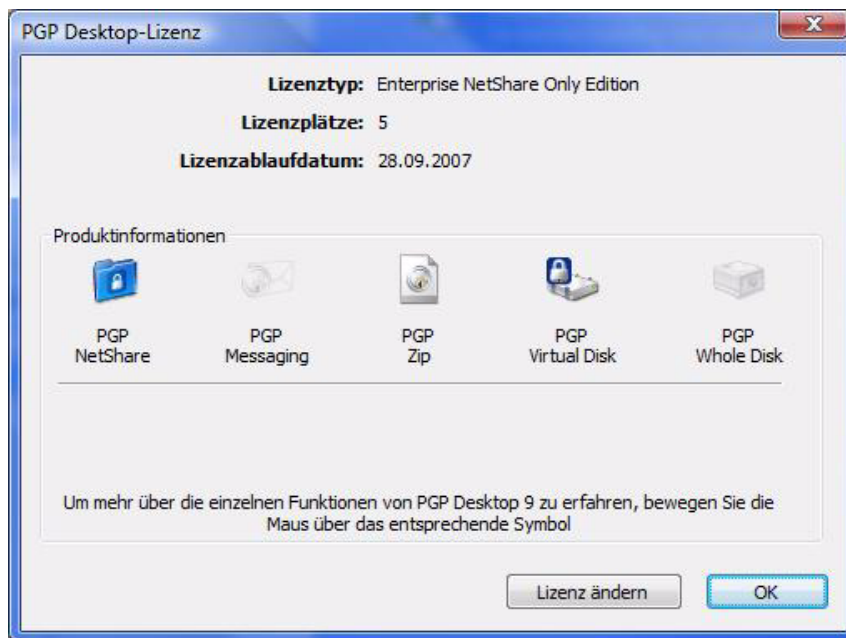 PGP Desktop-Lizenz
Lizenztyp: Enterprise NetShare Only Edition
Lizenzplätze: 5
Lizenzablaufdatum: 28.09.2007
Produktinformationen
PGP NetShare
PGP Messaging
PGP Zip
PGP Virtual Disk
PGP Whole Disk
Um mehr über die einzelnen Funktionen von PGP Desktop 9 zu erfahren, bewegen Sie die
Maus über das entsprechende Symbol
Lizenz ändern
OK